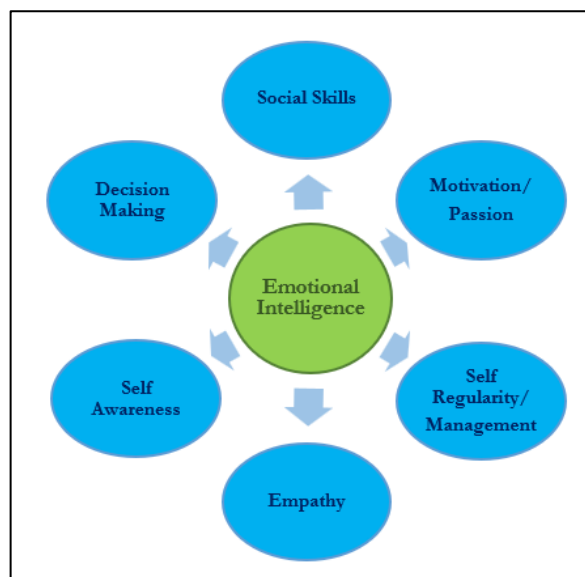 Social Skills
Decision
Making
Motivation/
Passion
Emotional
Intelligence
Self
Awareness
Self
Regularity/
Management
Empathy